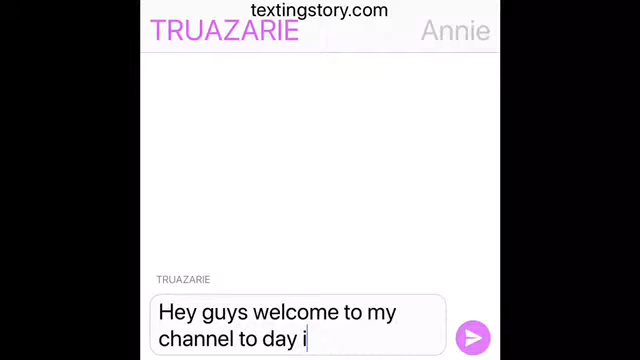 textingstory.com
TRUAZARIE Annie
TRUAZARIE
Hey guys welcome to my
channel to day i